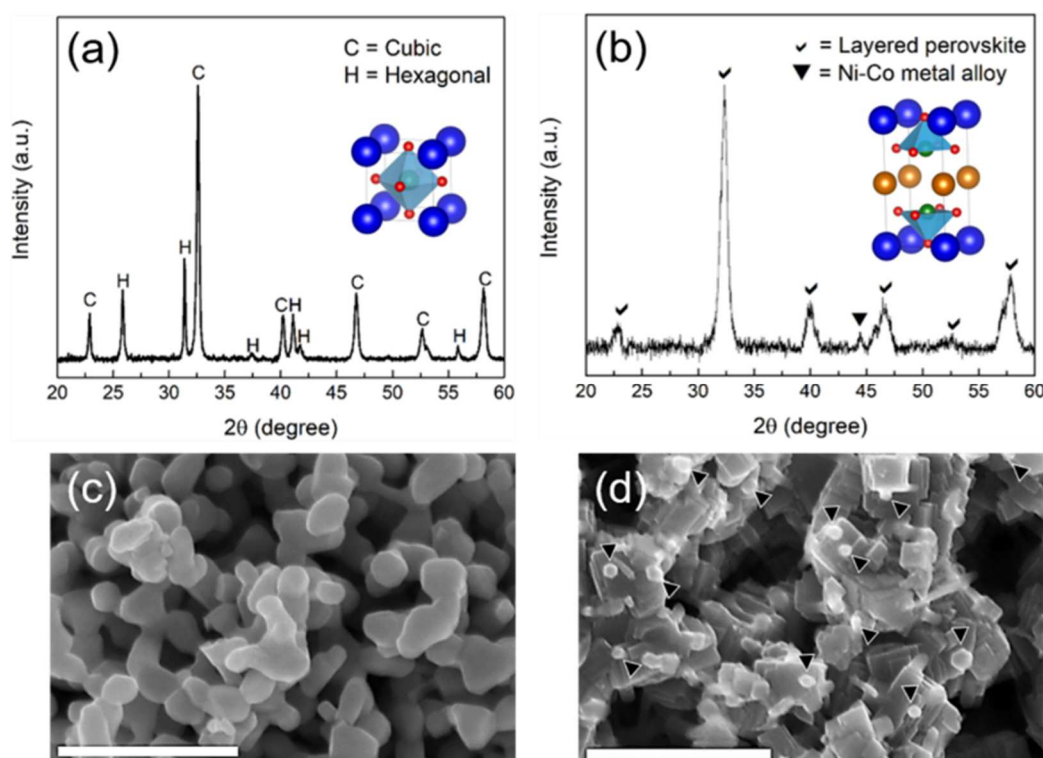 (a)
C = Cubic
H = Hexagonal
Intensity (a.u.)
C
H
H
C
H
C
H
H
C
C
H
C
20 25 30 35 40 45 50 55 60
2θ (degree)
(b)
✓ = Layered perovskite
▼ = Ni-Co metal alloy
Intensity (a.u.)
20 25 30 35 40 45 50 55 60
2θ (degree)
(c)
(d)